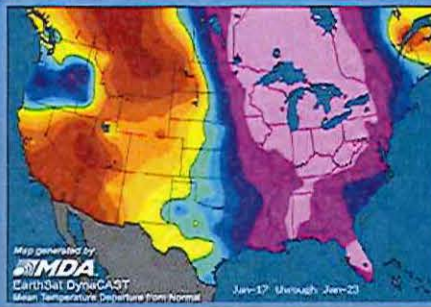 Map generated by
MDA
EarthSat DynaCAST
Mean Temperature Departure from Normal
Jan-17 through Jan-23